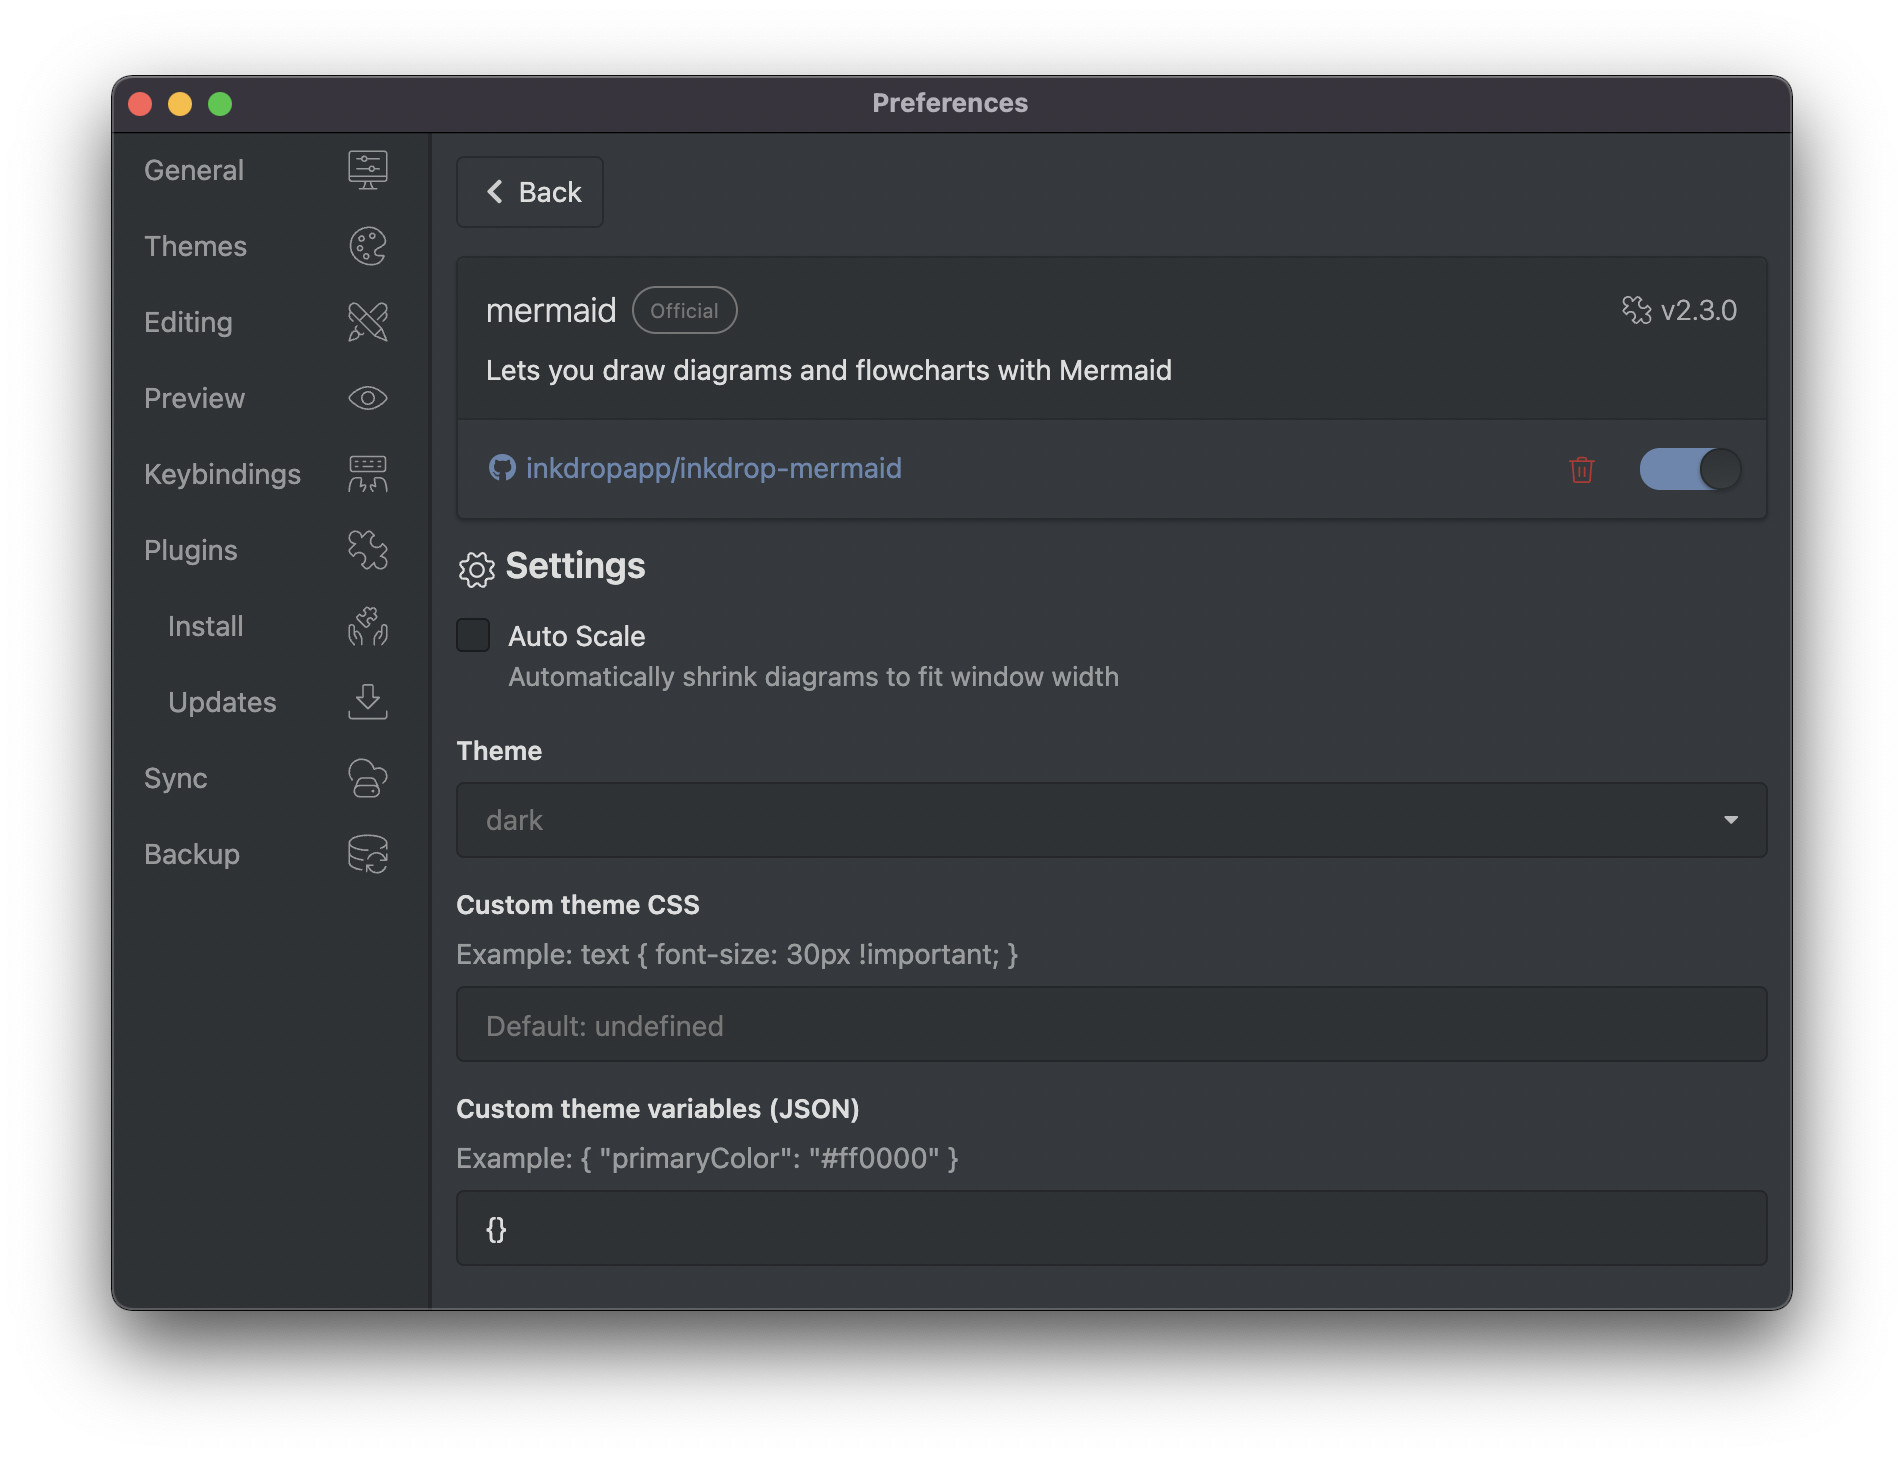 Preferences
General
Themes
Editing
Preview
Keybindings
Plugins
Install
Updates
Sync
Backup
Back
mermaid Official v2.3.0
Lets you draw diagrams and flowcharts with Mermaid
inkdropapp/inkdrop-mermaid
Settings
Auto Scale
Automatically shrink diagrams to fit window width
Theme
dark
Custom theme CSS
Example: text { font-size: 30px !important; }
Default: undefined
Custom theme variables (JSON)
Example: { "primaryColor": "#ff0000" }
{}